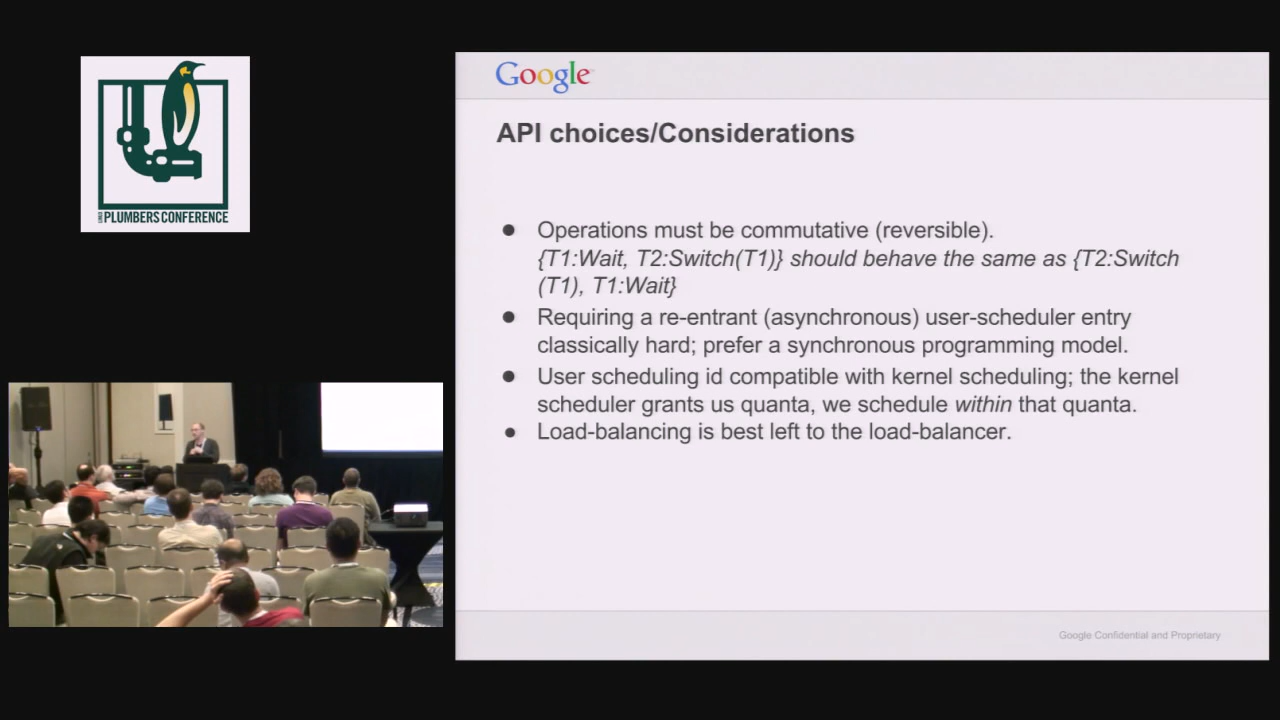 LINUX
PLUMBERS CONFERENCE
Google
API choices/Considerations
● Operations must be commutative (reversible).
{T1:Wait, T2:Switch(T1)} should behave the same as {T2:Switch
(T1), T1:Wait}
● Requiring a re-entrant (asynchronous) user-scheduler entry
classically hard; prefer a synchronous programming model.
● User scheduling id compatible with kernel scheduling; the kernel
scheduler grants us quanta, we schedule within that quanta.
● Load-balancing is best left to the load-balancer.
Google Confidential and Proprietary